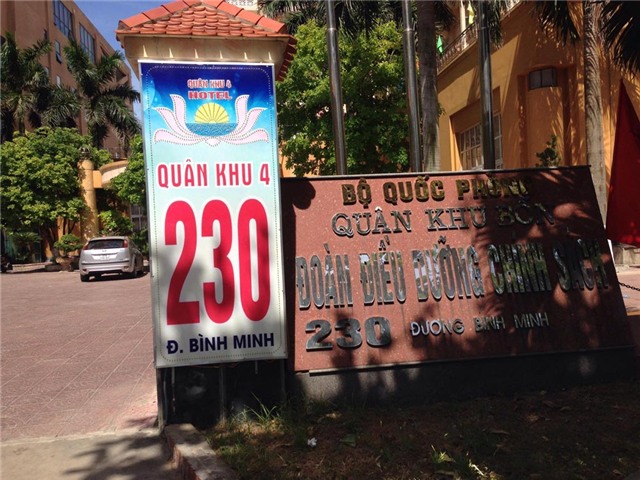 QUÂN KHU 4
HOTEL
QUÂN KHU 4
230
Đ. BÌNH MINH
BỘ QUỐC PHÒNG
QUÂN KHU BỐN
ĐOÀN ĐIỀU DƯỠNG CHÍNH SÁCH
230 ĐƯỜNG BÌNH MINH